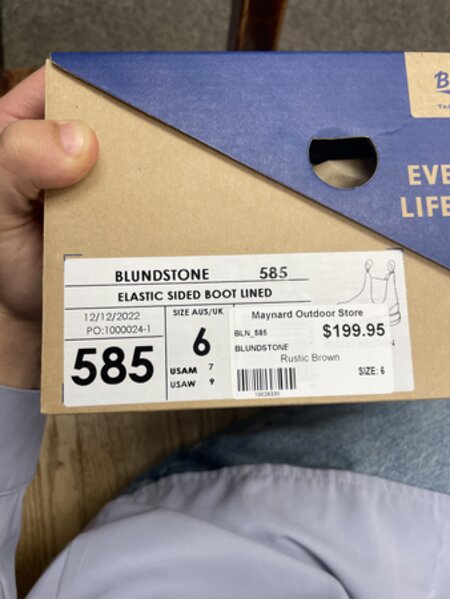 EVE
LIFE
BLUNDSTONE 585
ELASTIC SIDED BOOT LINED
12/12/2022
PO:1000024-1
585
SIZE AUS/UK
6
USAM 7
USAW 9
Maynard Outdoor Store
BLN_585 $199.95
BLUNDSTONE
Rustic Brown
SIZE: 6